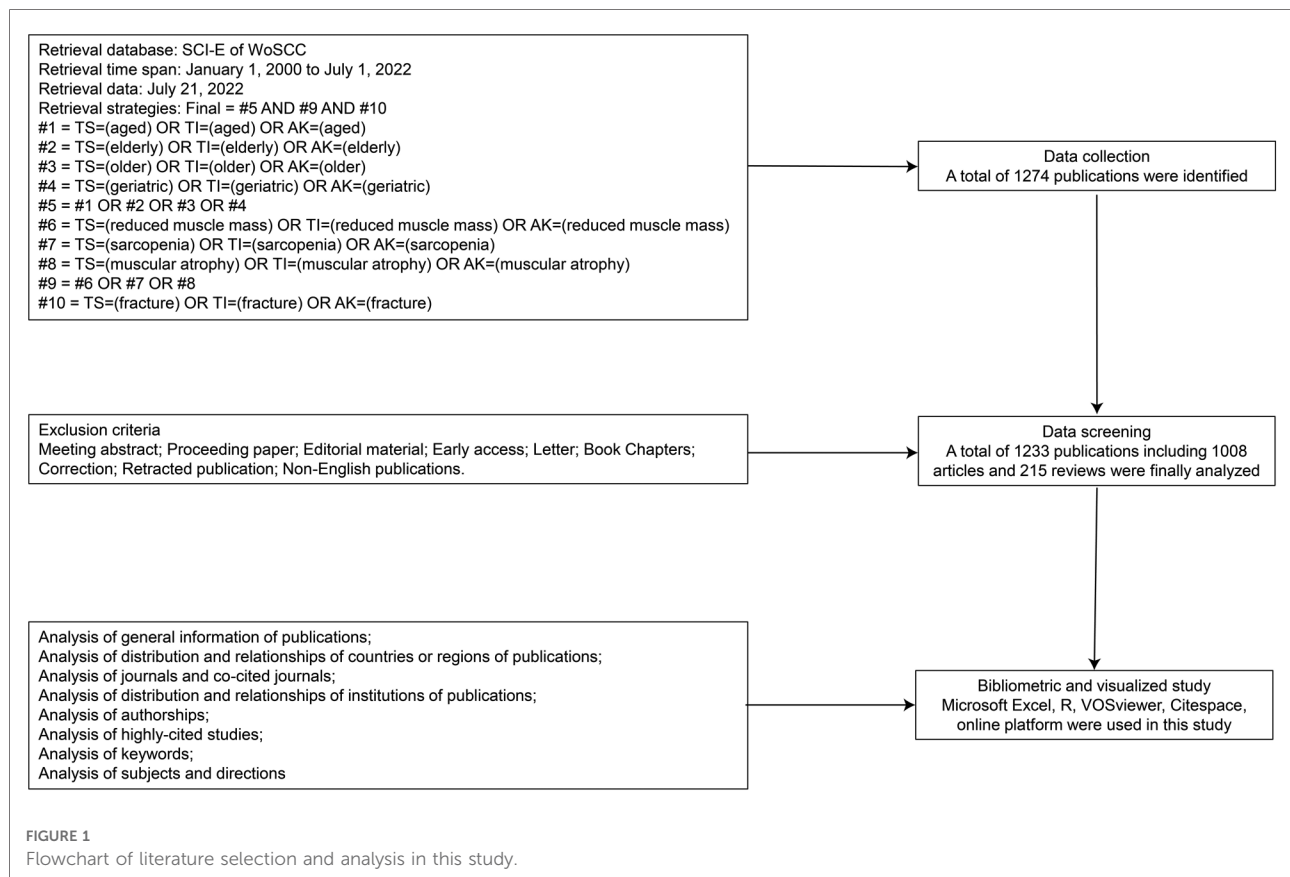 Retrieval database: SCI-E of WoSCC
Retrieval time span: January 1, 2000 to July 1, 2022
Retrieval data: July 21, 2022
Retrieval strategies: Final = #5 AND #9 AND #10
#1 = TS=(aged) OR TI=(aged) OR AK=(aged)
#2 = TS=(elderly) OR TI=(elderly) OR AK=(elderly)
#3 = TS=(older) OR TI=(older) OR AK=(older)
#4 = TS=(geriatric) OR TI=(geriatric) OR AK=(geriatric)
#5 = #1 OR #2 OR #3 OR #4
#6 = TS=(reduced muscle mass) OR TI=(reduced muscle mass) OR AK=(reduced muscle mass)
#7 = TS=(sarcopenia) OR TI=(sarcopenia) OR AK=(sarcopenia)
#8 = TS=(muscular atrophy) OR TI=(muscular atrophy) OR AK=(muscular atrophy)
#9 = #6 OR #7 OR #8
#10 = TS=(fracture) OR TI=(fracture) OR AK=(fracture)
Data collection
A total of 1274 publications were identified
Exclusion criteria
Meeting abstract; Proceeding paper; Editorial material; Early access; Letter; Book Chapters;
Correction; Retracted publication; Non-English publications.
Data screening
A total of 1233 publications including 1008
articles and 215 reviews were finally analyzed
Analysis of general information of publications;
Analysis of distribution and relationships of countries or regions of publications;
Analysis of journals and co-cited journals;
Analysis of distribution and relationships of institutions of publications;
Analysis of authorships;
Analysis of highly-cited studies;
Analysis of keywords;
Analysis of subjects and directions
Bibliometric and visualized study
Microsoft Excel, R, VOSviewer, Citespace,
online platform were used in this study
FIGURE 1
Flowchart of literature selection and analysis in this study.